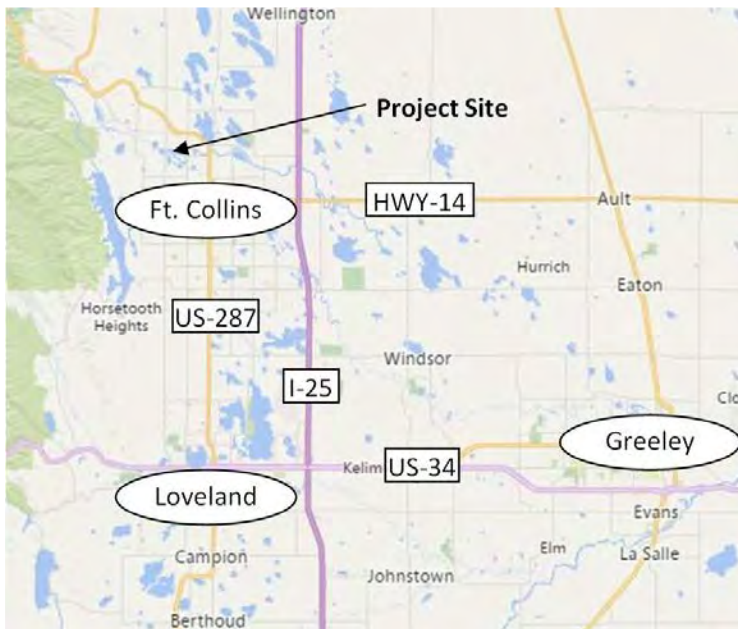 Wellington
Project Site
Ft. Collins
HWY-14
Ault
Hurrich
Eaton
Horsetooth
Heights
US-287
Windsor
I-25
Clo
Greeley
Kelim
US-34
Loveland
Evans
Elm
La Salle
Campion
Johnstown
Berthoud